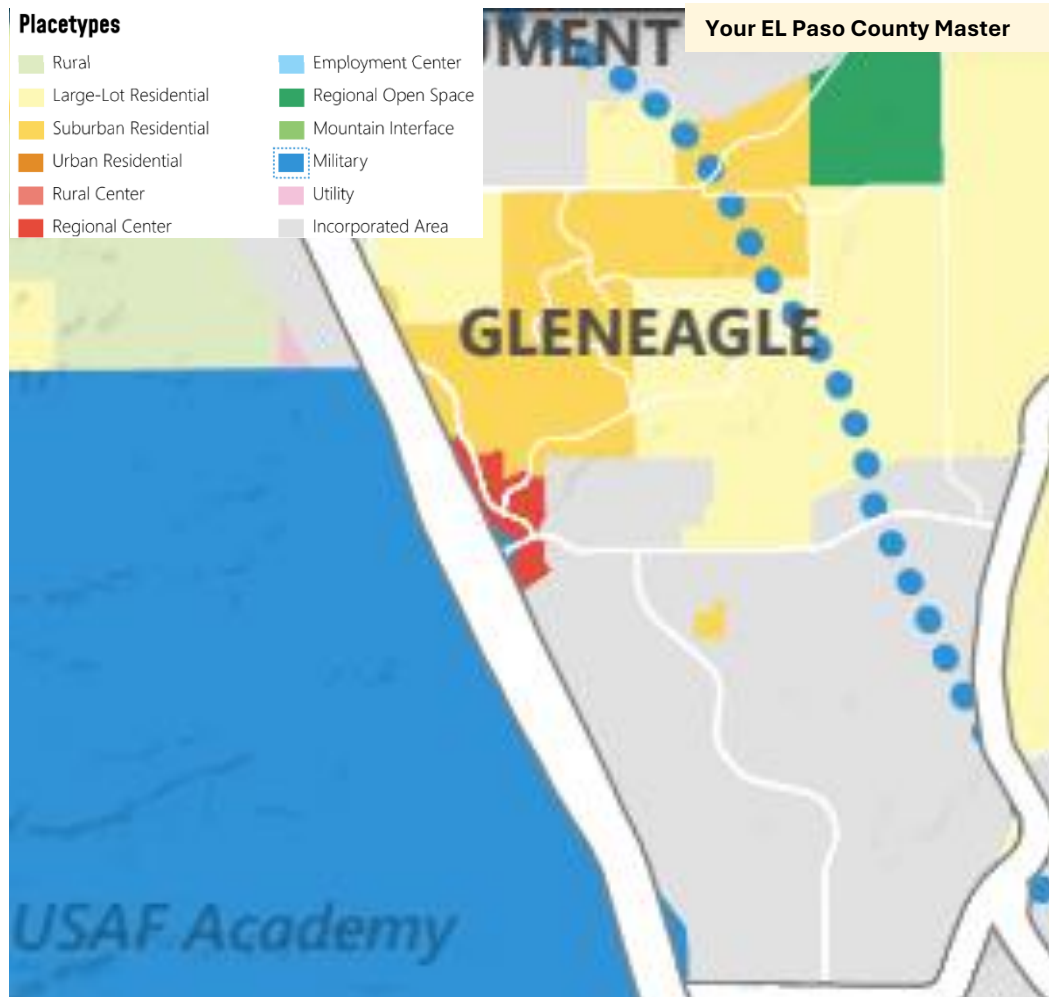 Placetypes
Rural
Large-Lot Residential
Suburban Residential
Urban Residential
Rural Center
Regional Center
Employment Center
Regional Open Space
Mountain Interface
Military
Utility
Incorporated Area
Your EL Paso County Master
UMENT
GLENEAGLE
USAF Academy